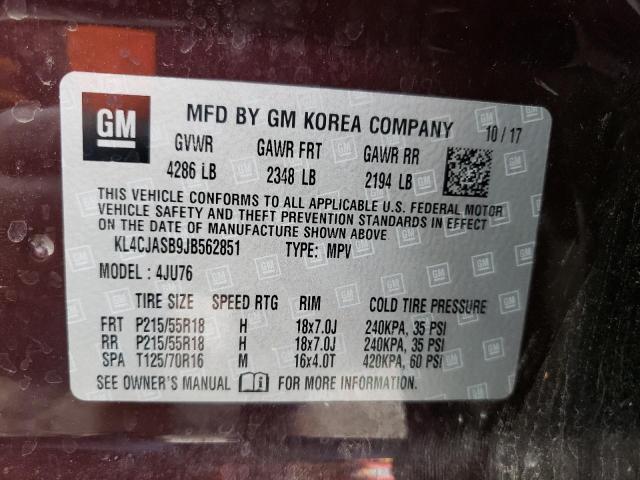 GM
MFD BY GM KOREA COMPANY 10/17
GVWR GAWR FRT GAWR RR
4286 LB 2348 LB 2194 LB
THIS VEHICLE CONFORMS TO ALL APPLICABLE U.S. FEDERAL MOTOR
VEHICLE SAFETY AND THEFT PREVENTION STANDARDS IN EFFECT
ON THE DATE OF MANUFACTURE SHOWN ABOVE
KL4CJASB9JB562851 TYPE: MPV
MODEL : 4JU76
TIRE SIZE SPEED RTG RIM COLD TIRE PRESSURE
FRT P215/55R18 H 18x7.0J 240KPA, 35 PSI
RR P215/55R18 H 18x7.0J 240KPA, 35 PSI
SPA T125/70R16 M 16x4.0T 420KPA, 60 PSI
SEE OWNER'S MANUAL FOR MORE INFORMATION